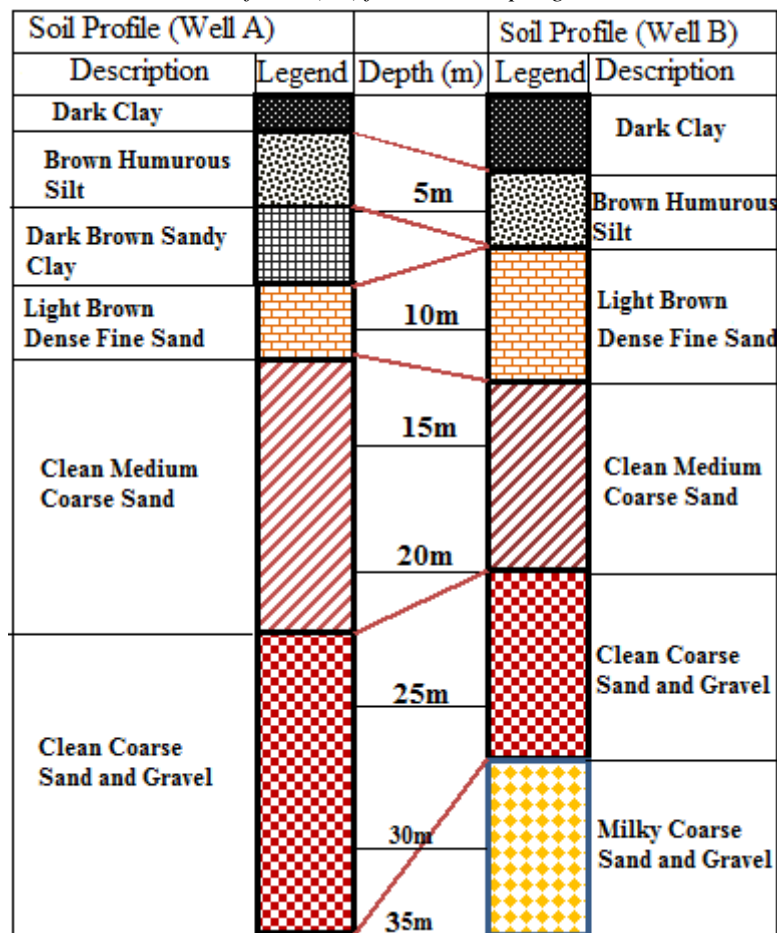 Soil Profile (Well A)
Soil Profile (Well B)
Description
Legend
Depth (m)
Legend
Description
Dark Clay
Dark Clay
Brown Humurous
Silt
5m
Brown Humurous
Silt
Dark Brown Sandy
Clay
Light Brown
Dense Fine Sand
10m
Light Brown
Dense Fine Sand
15m
Clean Medium
Coarse Sand
Clean Medium
Coarse Sand
20m
Clean Coarse
Sand and Gravel
25m
Clean Coarse
Sand and Gravel
30m
Milky Coarse
Sand and Gravel
35m